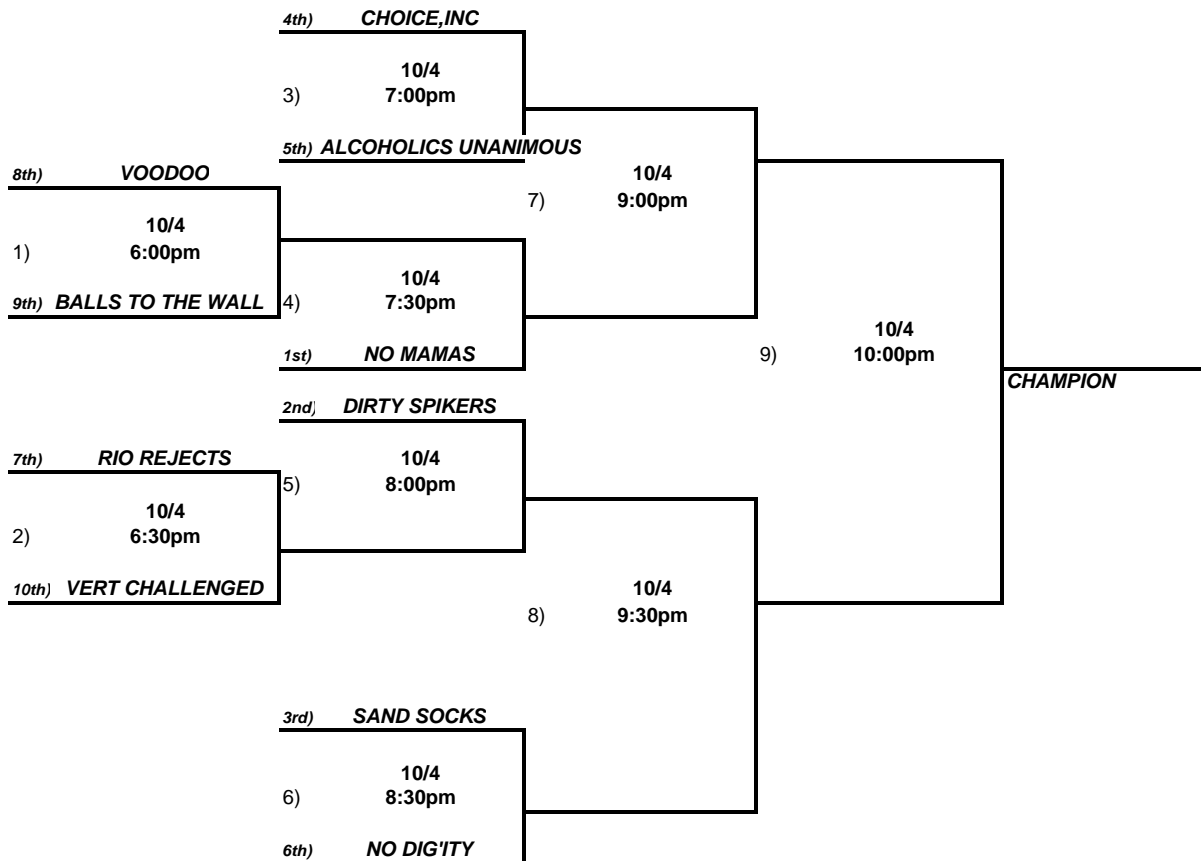 4th) CHOICE,INC
10/4
3) 7:00pm
5th) ALCOHOLICS UNANIMOUS
8th) VOODOO
10/4
7) 9:00pm
10/4
1) 6:00pm
10/4
9th) BALLS TO THE WALL 4) 7:30pm
10/4
1st) NO MAMAS 9) 10:00pm
CHAMPION
2nd) DIRTY SPIKERS
7th) RIO REJECTS 10/4
5) 8:00pm
10/4
2) 6:30pm
10th) VERT CHALLENGED 10/4
8) 9:30pm
3rd) SAND SOCKS
10/4
6) 8:30pm
6th) NO DIG'ITY